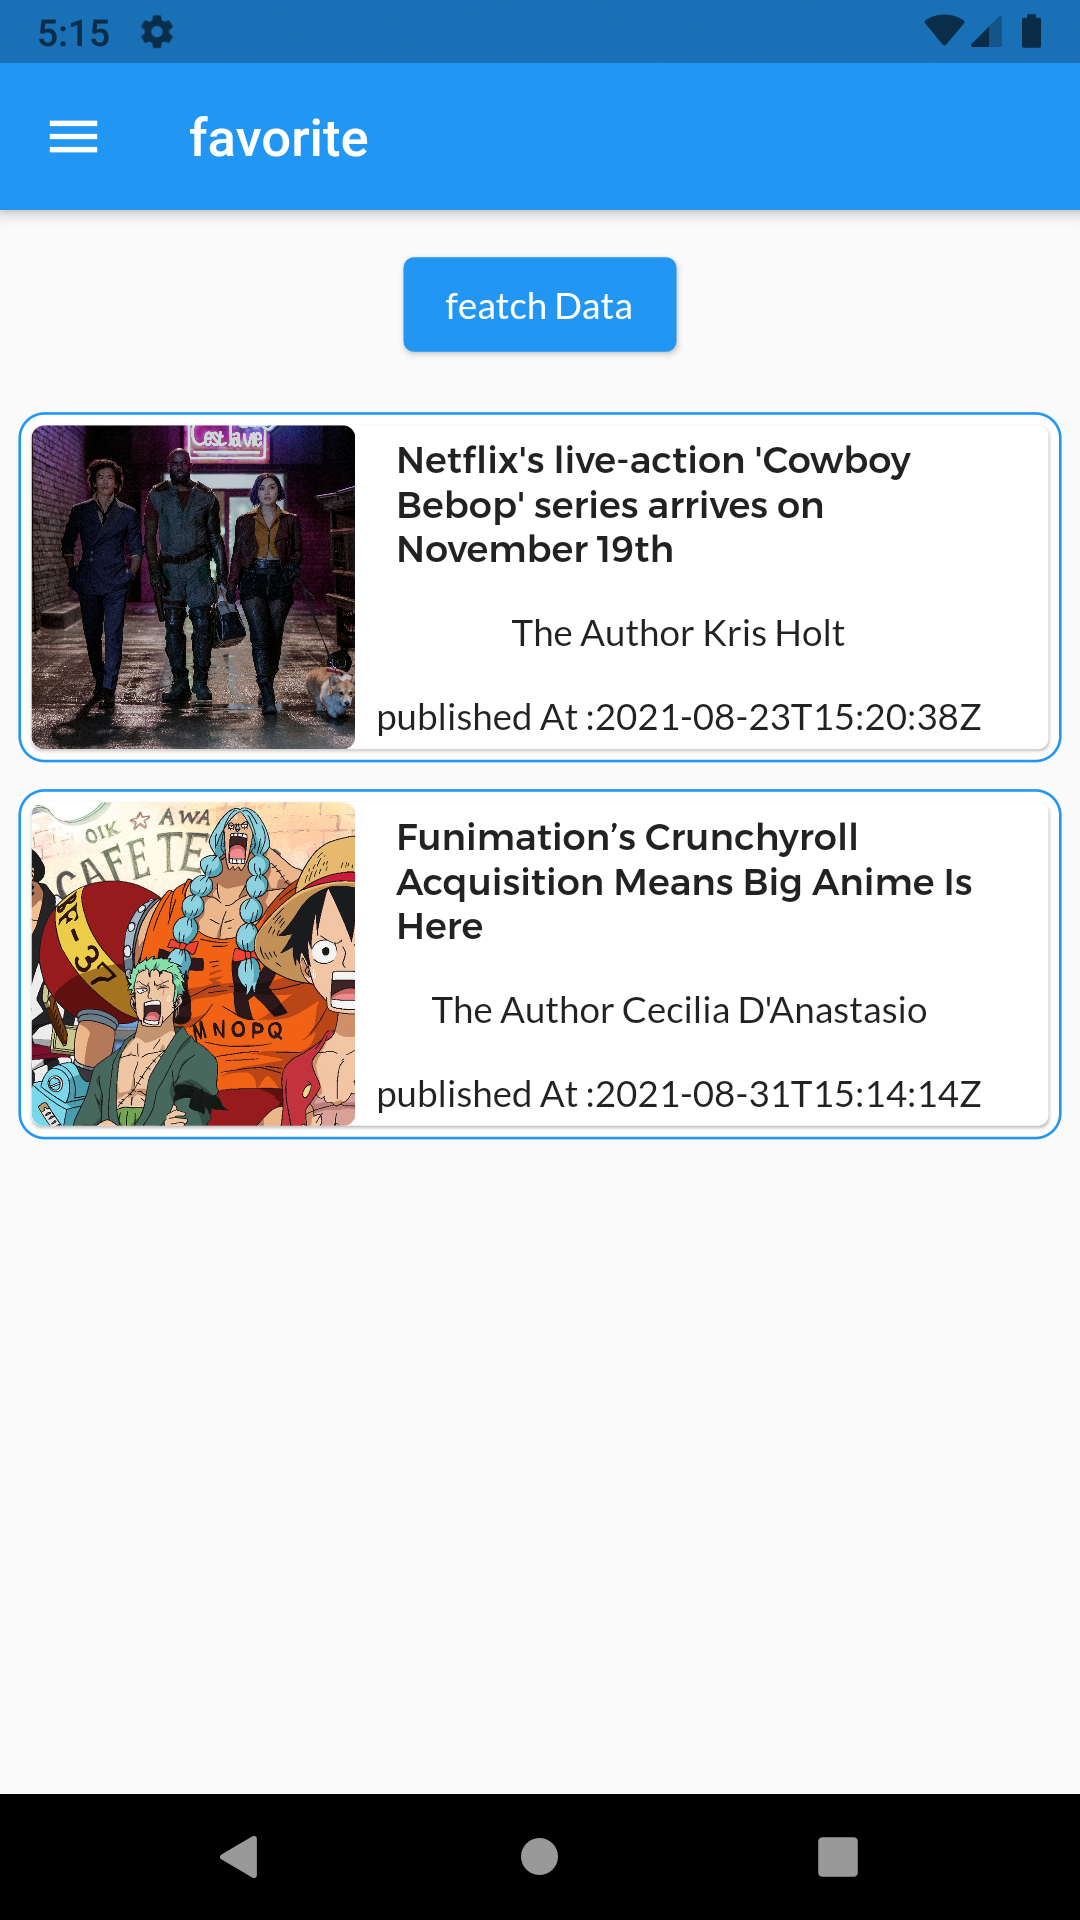 5:15
favorite
featch Data
C'est la vie
Netflix's live-action 'Cowboy
Bebop' series arrives on
November 19th
The Author Kris Holt
published At :2021-08-23T15:20:38Z
OIK ☆ AWA
CAFE TE
BF-37
MNOPQ
Funimation’s Crunchyroll
Acquisition Means Big Anime Is
Here
The Author Cecilia D'Anastasio
published At :2021-08-31T15:14:14Z